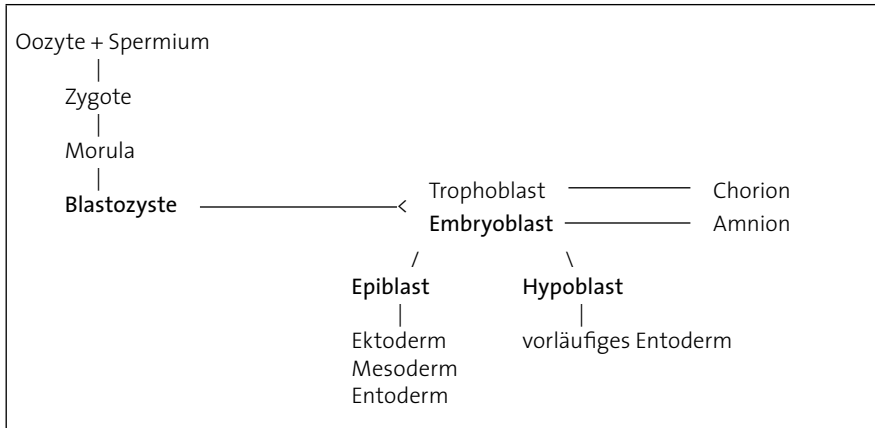 Oozyte + Spermium
Zygote
Morula
Blastozyste
Trophoblast Chorion
Embryoblast Amnion
Epiblast Hypoblast
Ektoderm vorläufiges Entoderm
Mesoderm
Entoderm